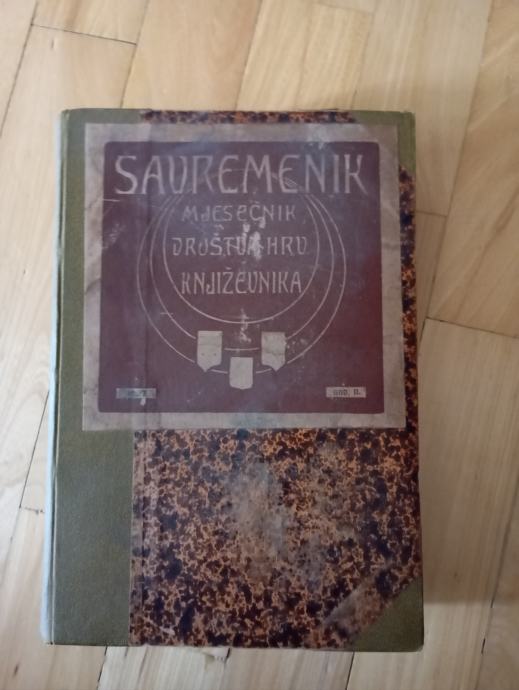 SAVREMENIK
MJESEČNIK
DRUŠTVA HRV
KNJIŽEVNIKA
GOD. II.